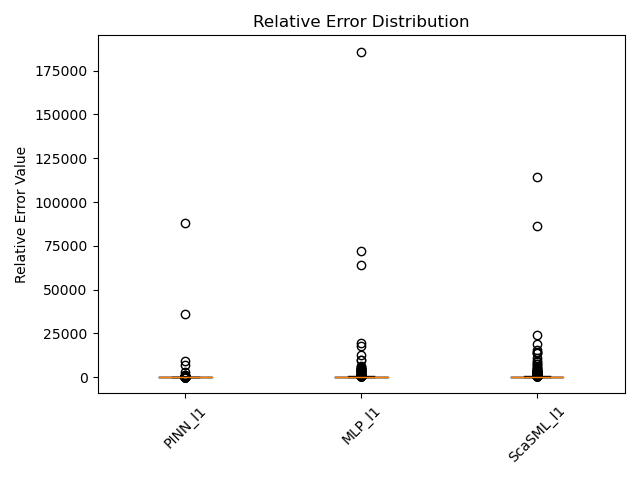 Relative Error Distribution
Relative Error Value
175000
150000
125000
100000
75000
50000
25000
0
PINN_l1
MLP_l1
ScaSML_l1